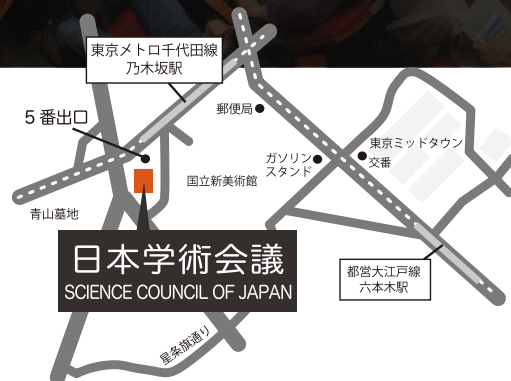 東京メトロ千代田線
乃木坂駅
5番出口
郵便局
東京ミッドタウン
ガソリン
スタンド
交番
国立新美術館
青山墓地
日本学術会議
SCIENCE COUNCIL OF JAPAN
都営大江戸線
六本木駅
星条旗通り